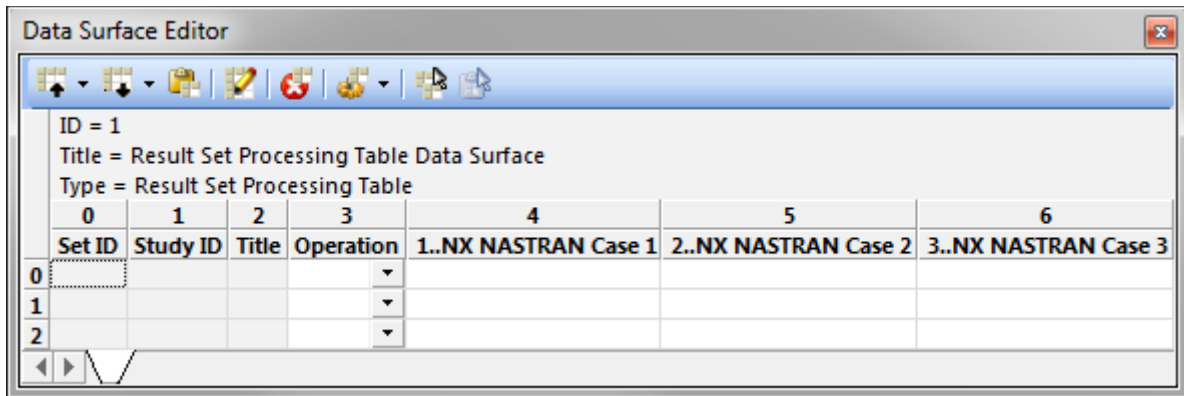 Data Surface Editor
ID = 1
Title = Result Set Processing Table Data Surface
Type = Result Set Processing Table
0 1 2 3 4 5 6
Set ID Study ID Title Operation 1..NX NASTRAN Case 1 2..NX NASTRAN Case 2 3..NX NASTRAN Case 3
0
1
2